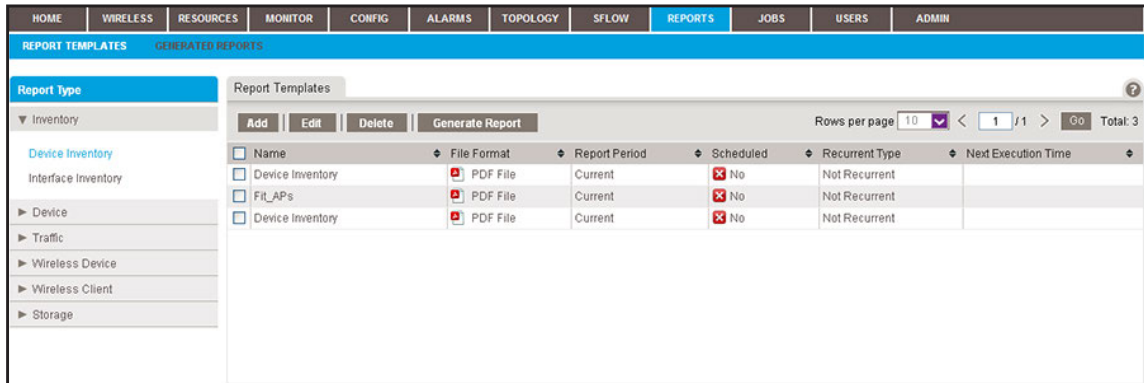 HOME WIRELESS RESOURCES MONITOR CONFIG ALARMS TOPOLOGY SFLOW REPORTS JOBS USERS ADMIN
REPORT TEMPLATES GENERATED REPORTS
Report Type
Inventory
Device Inventory
Interface Inventory
Device
Traffic
Wireless Device
Wireless Client
Storage
Report Templates
Add Edit Delete Generate Report Rows per page 10 1 /1 Go Total: 3
Name File Format Report Period Scheduled Recurrent Type Next Execution Time
Device Inventory PDF File Current No Not Recurrent
Fit_APs PDF File Current No Not Recurrent
Device Inventory PDF File Current No Not Recurrent